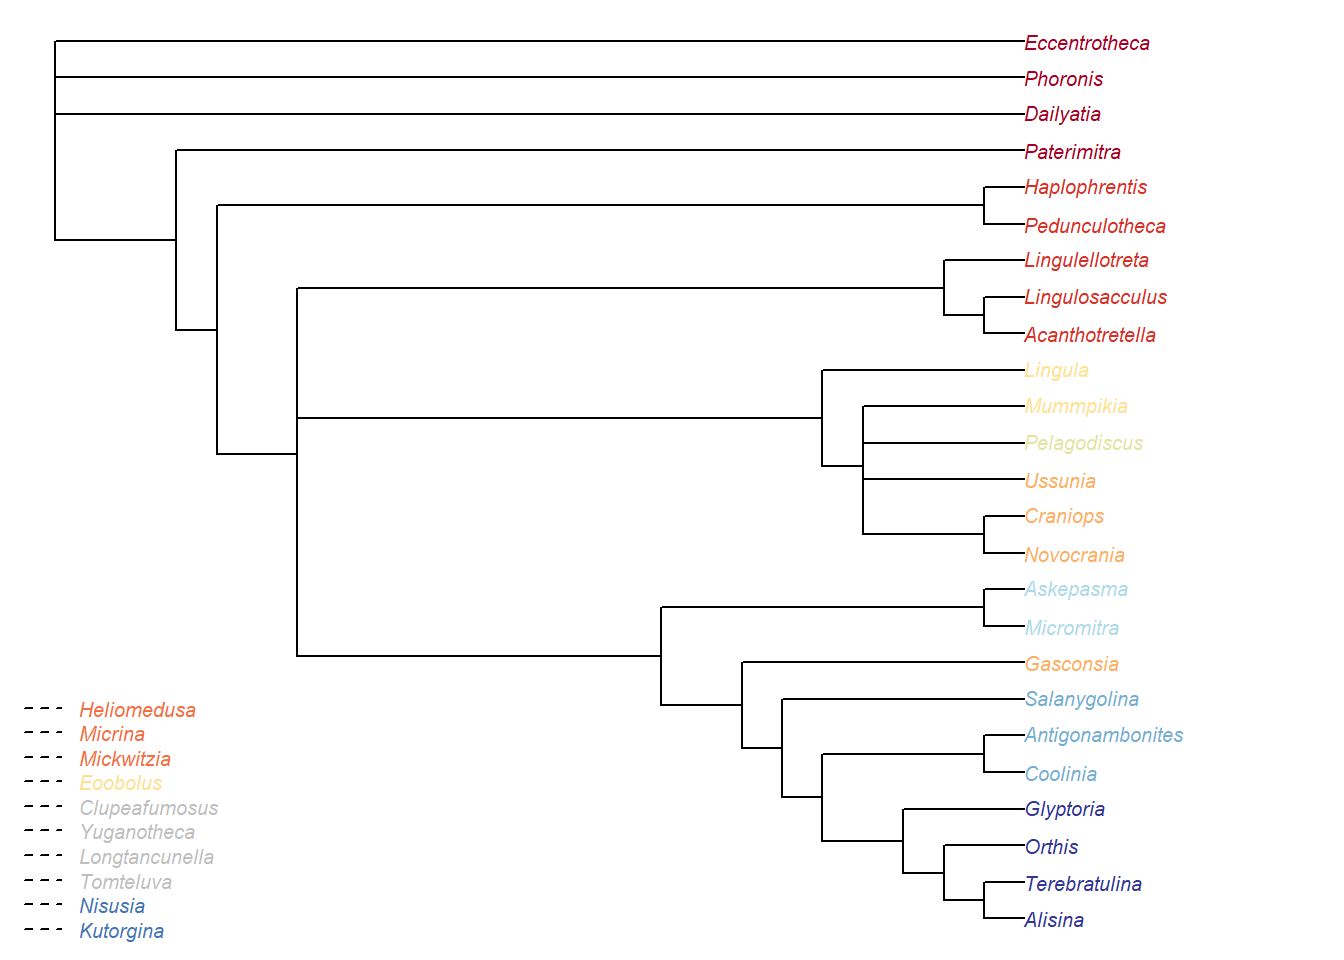 Eccentrotheca
Phoronis
Dailyatia
Paterimitra
Haplophrentis
Pedunculotheca
Lingulellotreta
Lingulosacculus
Acanthotretella
Lingula
Mummpikia
Pelagodiscus
Ussunia
Craniops
Novocrania
Askepasma
Micromitra
Gasconsia
Salanygolina
Antigonambonites
Coolinia
Glyptoria
Orthis
Terebratulina
Alisina
Heliomedusa
Micrina
Mickwitzia
Eoobolus
Clupeafumosus
Yuganotheca
Longtancunella
Tomteluva
Nisusia
Kutorgina